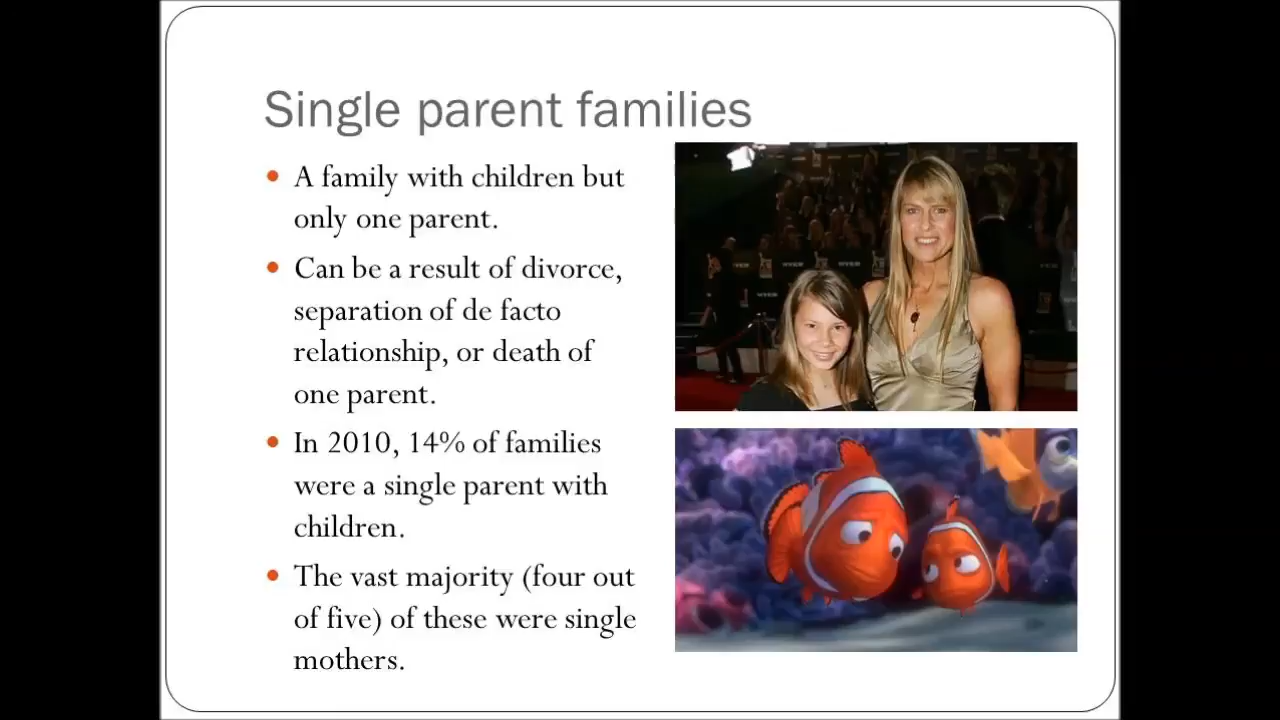 Single parent families
A family with children but
only one parent.
Can be a result of divorce,
separation of de facto
relationship, or death of
one parent.
In 2010, 14% of families
were a single parent with
children.
The vast majority (four out
of five) of these were single
mothers.